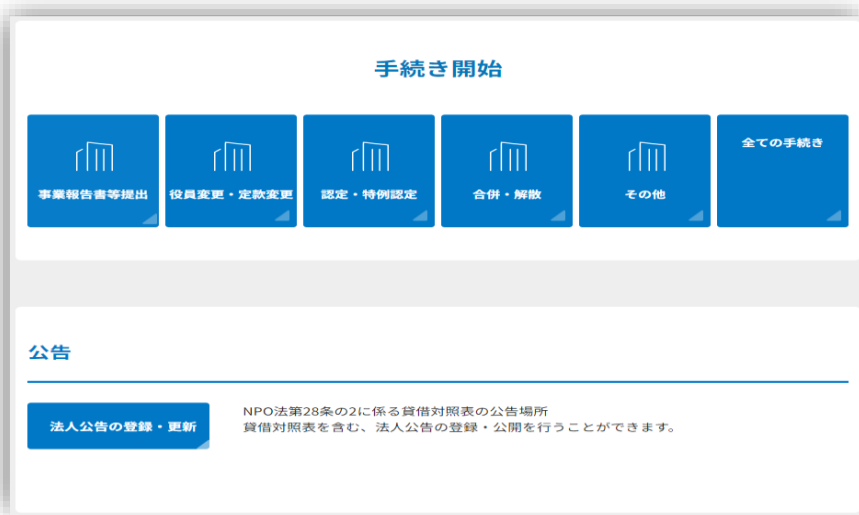 手続き開始
事業報告書等提出
役員変更・定款変更
認定・特例認定
合併・解散
その他
全ての手続き
公告
法人公告の登録・更新
NPO法第28条の2に係る貸借対照表の公告場所
貸借対照表を含む、法人公告の登録・公開を行うことができます。